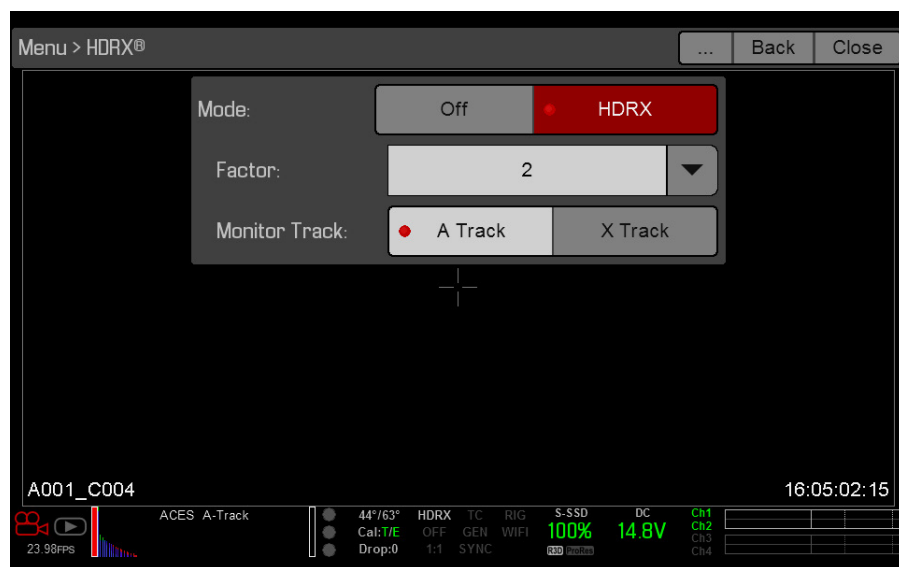 Menu > HDRX®
... Back Close
Mode: Off HDRX
Factor: 2
Monitor Track: A Track X Track
A001_C004 16:05:02:15
ACES A-Track 44°/63° HDRX TC RIG S-SSD DC Ch1
Cal:T/E OFF GEN WIFI 100% 14.8V Ch2
23.98FPS Drop:0 1:1 SYNC R3D ProRes Ch3
Ch4